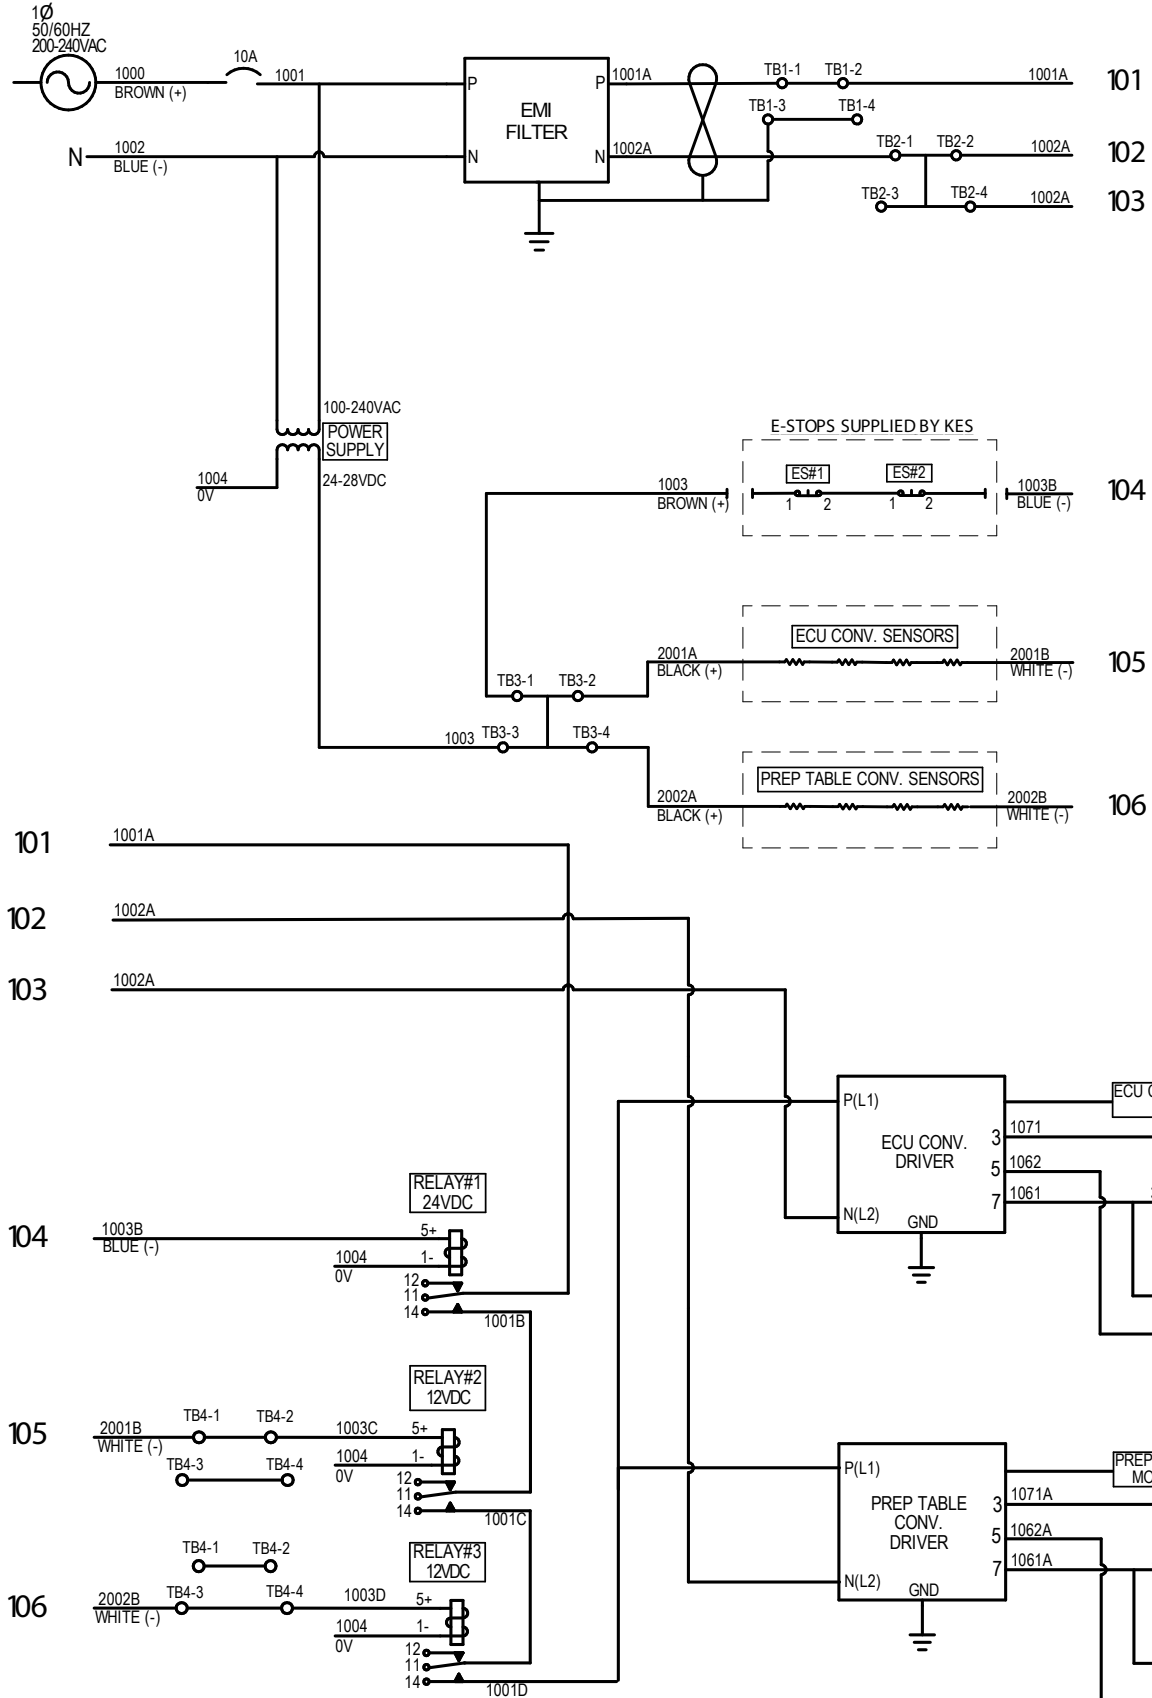 1Ø
50/60HZ
200-240VAC
1000
BROWN (+)
10A
1001
N
1002
BLUE (-)
P
N
EMI
FILTER
P
N
1001A
1002A
TB1-1
TB1-2
TB1-3
TB1-4
TB2-1
TB2-2
TB2-3
TB2-4
1001A
101
1002A
102
1002A
103
100-240VAC
POWER
SUPPLY
24-28VDC
1004
0V
E-STOPS SUPPLIED BY KES
1003
BROWN (+)
ES#1
1
2
ES#2
1
2
1003B
BLUE (-)
104
ECU CONV. SENSORS
2001A
BLACK (+)
2001B
WHITE (-)
105
TB3-1
TB3-2
1003
TB3-3
TB3-4
PREP TABLE CONV. SENSORS
2002A
BLACK (+)
2002B
WHITE (-)
106
101
1001A
102
1002A
103
1002A
P(L1)
N(L2)
ECU CONV.
DRIVER
GND
3
5
7
1071
1062
1061
ECU
104
1003B
BLUE (-)
RELAY#1
24VDC
5+
1-
1004
0V
12
11
14
1001B
105
2001B
WHITE (-)
TB4-1
TB4-2
TB4-3
TB4-4
1003C
RELAY#2
12VDC
5+
1-
1004
0V
12
11
14
1001C
106
2002B
WHITE (-)
TB4-1
TB4-2
TB4-3
TB4-4
1003D
RELAY#3
12VDC
5+
1-
1004
0V
12
11
14
1001D
P(L1)
N(L2)
PREP TABLE
CONV.
DRIVER
GND
3
5
7
1071A
1062A
1061A
PREP